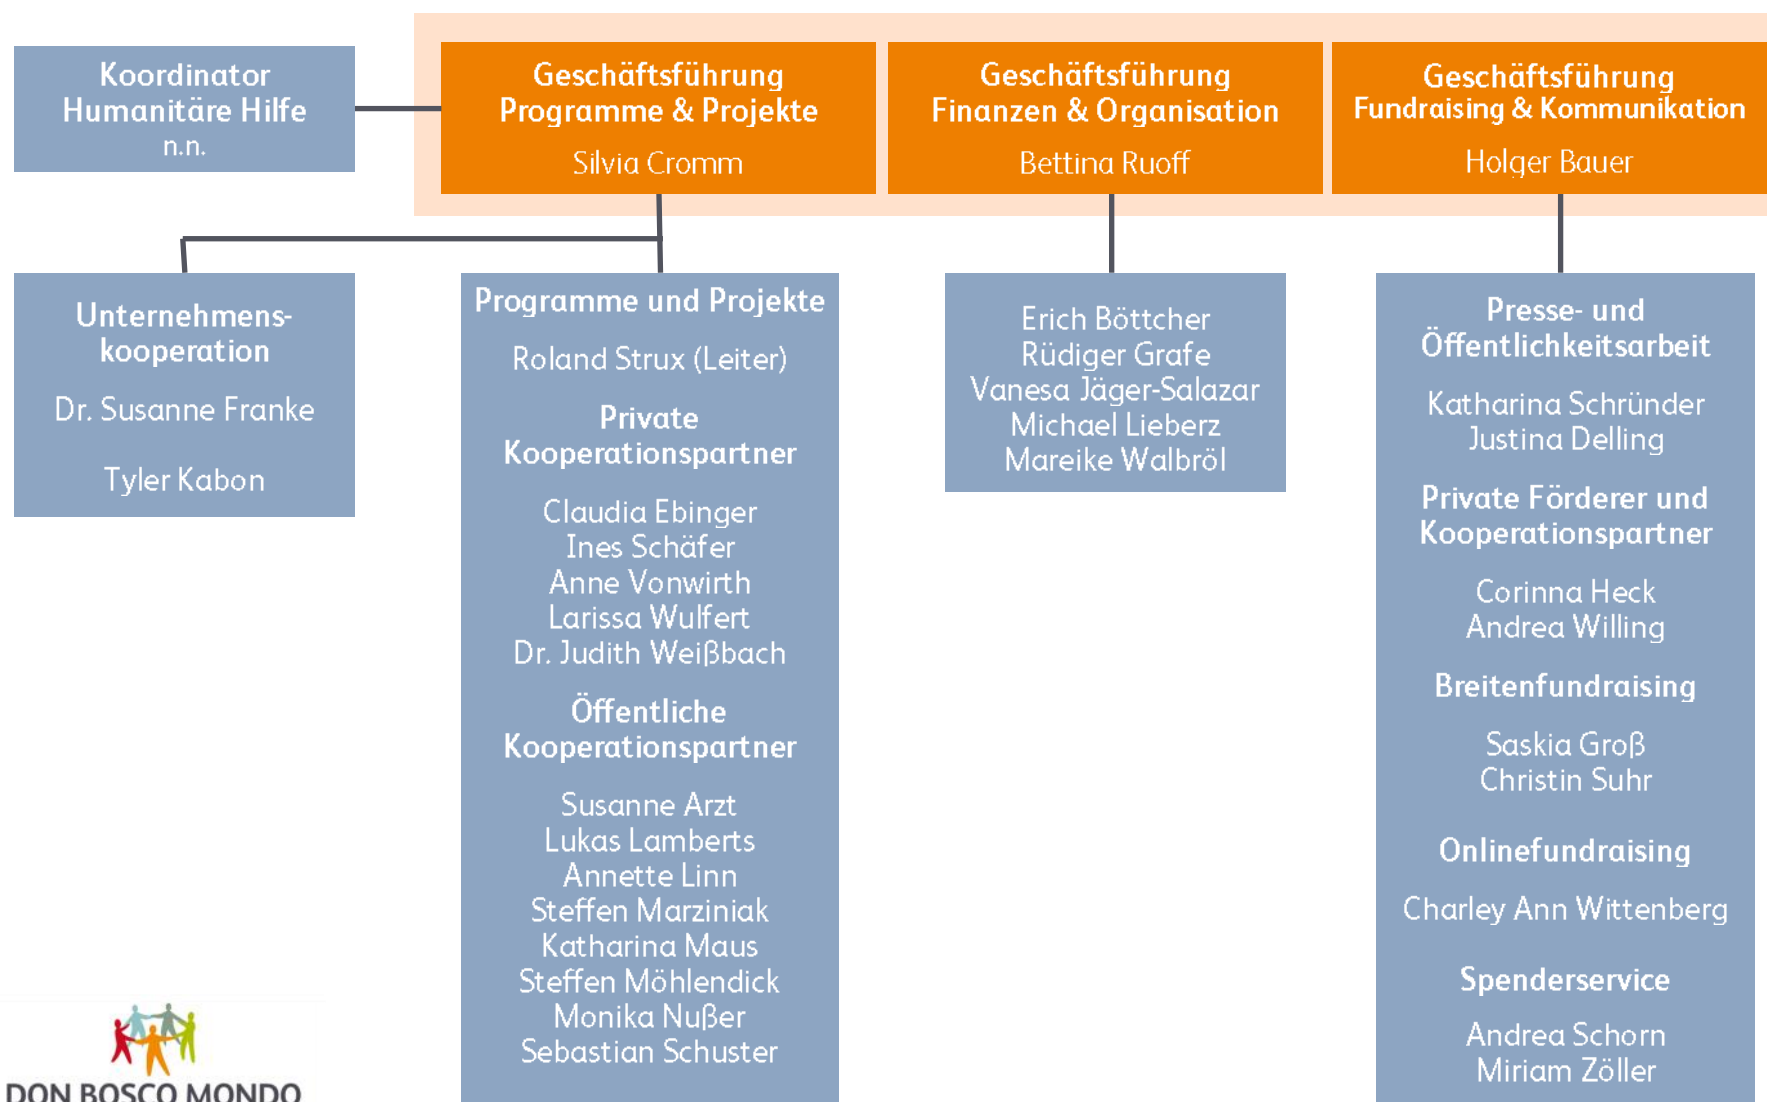 Koordinator
Humanitäre Hilfe
n.n.
Geschäftsführung
Programme & Projekte
Silvia Cromm
Geschäftsführung
Finanzen & Organisation
Bettina Ruoff
Geschäftsführung
Fundraising & Kommunikation
Holger Bauer
Unternehmens-
kooperation
Dr. Susanne Franke
Tyler Kabon
Programme und Projekte
Roland Strux (Leiter)
Private
Kooperationspartner
Claudia Ebinger
Ines Schäfer
Anne Vonwirth
Larissa Wulfert
Dr. Judith Weißbach
Öffentliche
Kooperationspartner
Susanne Arzt
Lukas Lamberts
Annette Linn
Steffen Marziniak
Katharina Maus
Steffen Möhlendick
Monika Nußer
Sebastian Schuster
Erich Böttcher
Rüdiger Grafe
Vanesa Jäger-Salazar
Michael Lieberz
Mareike Walbröl
Presse- und
Öffentlichkeitsarbeit
Katharina Schründer
Justina Delling
Private Förderer und
Kooperationspartner
Corinna Heck
Andrea Willing
Breitenfundraising
Saskia Groß
Christin Suhr
Onlinefundraising
Charley Ann Wittenberg
Spenderservice
Andrea Schorn
Miriam Zöller
DON BOSCO MONDO